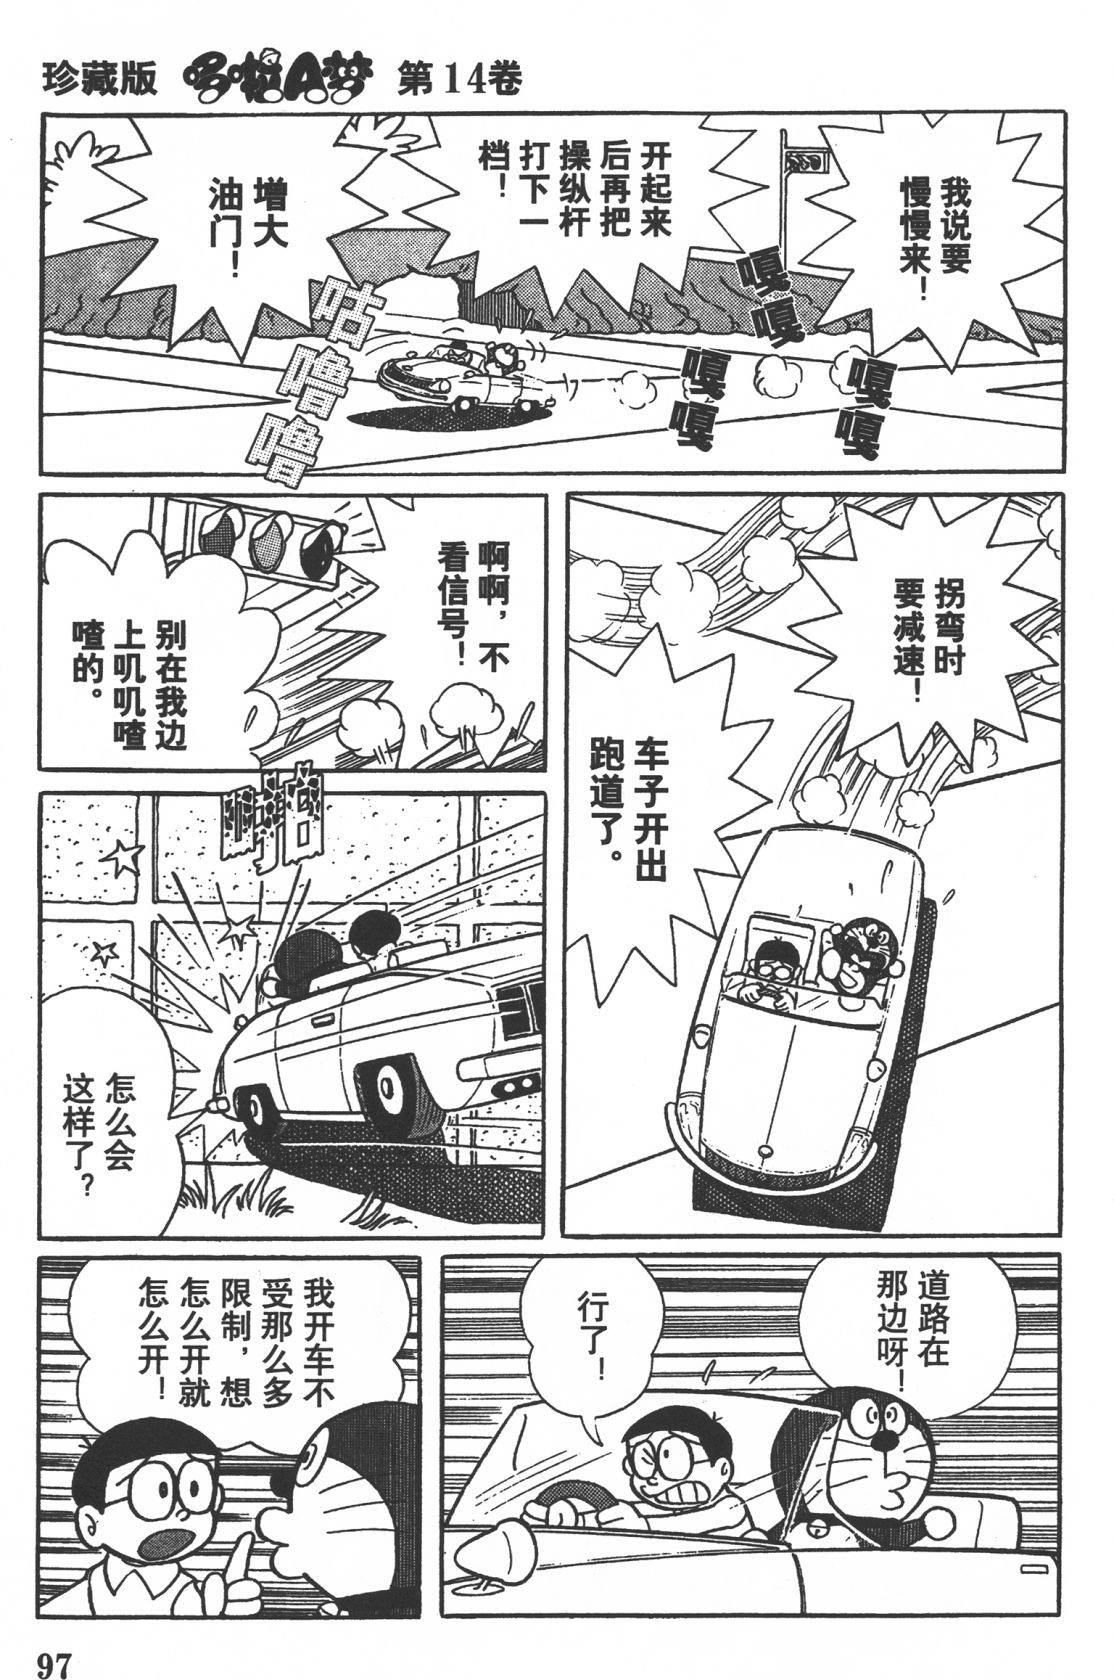 珍藏版 哆啦A梦 第14卷
我说要
慢慢来！
开起来
后再把
操纵杆
打下一
档！
增大
油门！
嘎
嘎
嘎
嘎
嘎
嘎
咕
噜
噜
拐弯时
要减速！
车子开出
跑道了。
啊啊，不
看信号！
别在我边
上叽叽喳
喳的。
怎么会
这样了？
道路在
那边呀！
行了！
我开车不
受那么多
限制，想
怎么开就
怎么开！
97